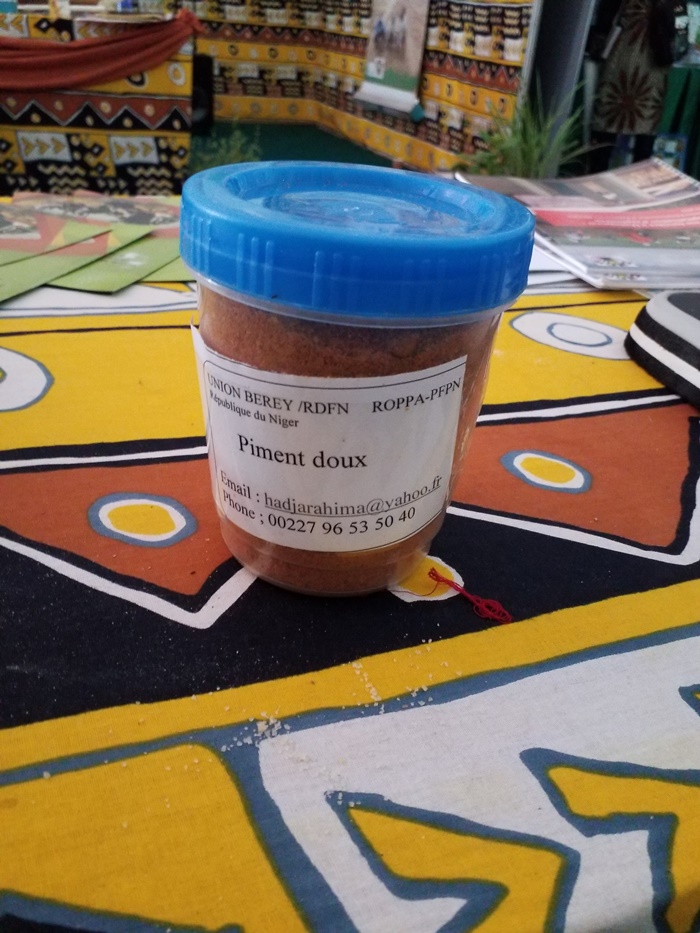 UNION BEREY /RDFN ROPPA-PFPN
République du Niger
Piment doux
Email : hadjarahima@yahoo.fr
Phone ; 00227 96 53 50 40